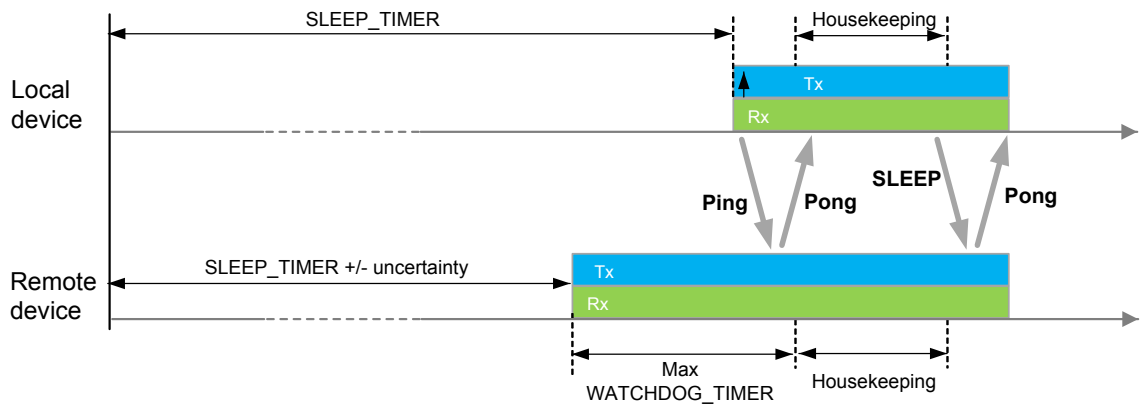 SLEEP_TIMER
Housekeeping
Local
device
Tx
Rx
Ping
Pong
SLEEP
Pong
Remote
device
SLEEP_TIMER +/- uncertainty
Tx
Rx
Max
WATCHDOG_TIMER
Housekeeping